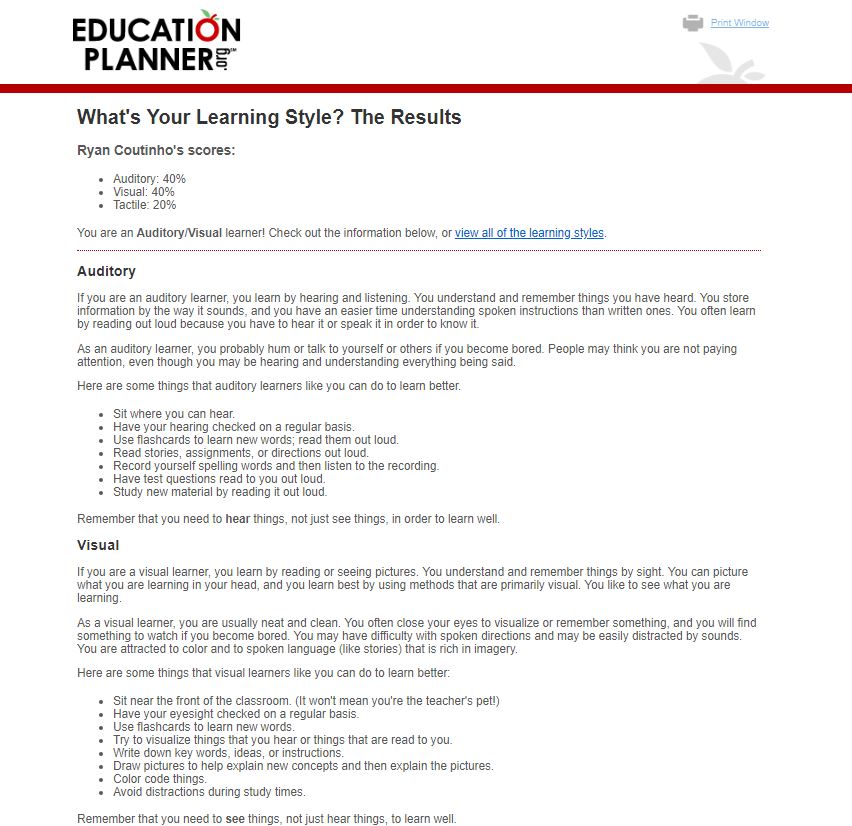 EDUCATION
PLANNER.org℠
Print Window
What's Your Learning Style? The Results
Ryan Coutinho's scores:
• Auditory: 40%
• Visual: 40%
• Tactile: 20%
You are an Auditory/Visual learner! Check out the information below, or view all of the learning styles.
Auditory
If you are an auditory learner, you learn by hearing and listening. You understand and remember things you have heard. You store
information by the way it sounds, and you have an easier time understanding spoken instructions than written ones. You often learn
by reading out loud because you have to hear it or speak it in order to know it.
As an auditory learner, you probably hum or talk to yourself or others if you become bored. People may think you are not paying
attention, even though you may be hearing and understanding everything being said.
Here are some things that auditory learners like you can do to learn better.
• Sit where you can hear.
• Have your hearing checked on a regular basis.
• Use flashcards to learn new words; read them out loud.
• Read stories, assignments, or directions out loud.
• Record yourself spelling words and then listen to the recording.
• Have test questions read to you out loud.
• Study new material by reading it out loud.
Remember that you need to hear things, not just see things, in order to learn well.
Visual
If you are a visual learner, you learn by reading or seeing pictures. You understand and remember things by sight. You can picture
what you are learning in your head, and you learn best by using methods that are primarily visual. You like to see what you are
learning.
As a visual learner, you are usually neat and clean. You often close your eyes to visualize or remember something, and you will find
something to watch if you become bored. You may have difficulty with spoken directions and may be easily distracted by sounds.
You are attracted to color and to spoken language (like stories) that is rich in imagery.
Here are some things that visual learners like you can do to learn better:
• Sit near the front of the classroom. (It won't mean you're the teacher's pet!)
• Have your eyesight checked on a regular basis.
• Use flashcards to learn new words.
• Try to visualize things that you hear or things that are read to you.
• Write down key words, ideas, or instructions.
• Draw pictures to help explain new concepts and then explain the pictures.
• Color code things.
• Avoid distractions during study times.
Remember that you need to see things, not just hear things, to learn well.